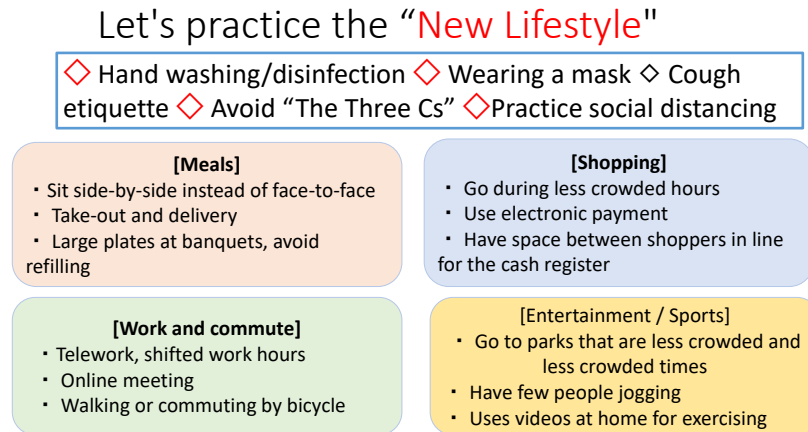 Let's practice the “New Lifestyle"
◇ Hand washing/disinfection ◇ Wearing a mask ◇ Cough
etiquette ◇ Avoid “The Three Cs” ◇Practice social distancing
[Meals]
・Sit side-by-side instead of face-to-face
・Take-out and delivery
・Large plates at banquets, avoid
refilling
[Shopping]
・Go during less crowded hours
・Use electronic payment
・Have space between shoppers in line
for the cash register
[Work and commute]
・Telework, shifted work hours
・Online meeting
・Walking or commuting by bicycle
[Entertainment / Sports]
・Go to parks that are less crowded and
less crowded times
・Have few people jogging
・Uses videos at home for exercising